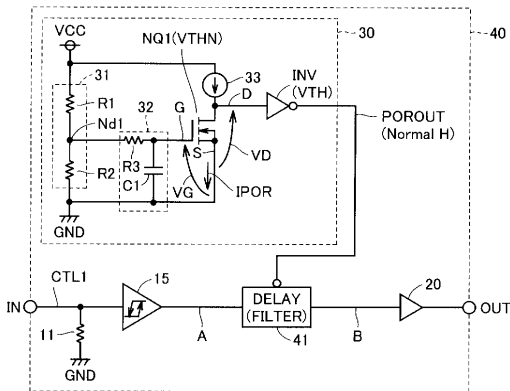 VCC
NQ1(VTHN)
30
40
31
33
INV
(VTH)
D
R1
32
G
Nd1
POROUT
(Normal H)
R3
S
VD
R2
C1
VG
IPOR
GND
CTL1
15
20
IN
DELAY
(FILTER)
OUT
11
A
41
B
GND